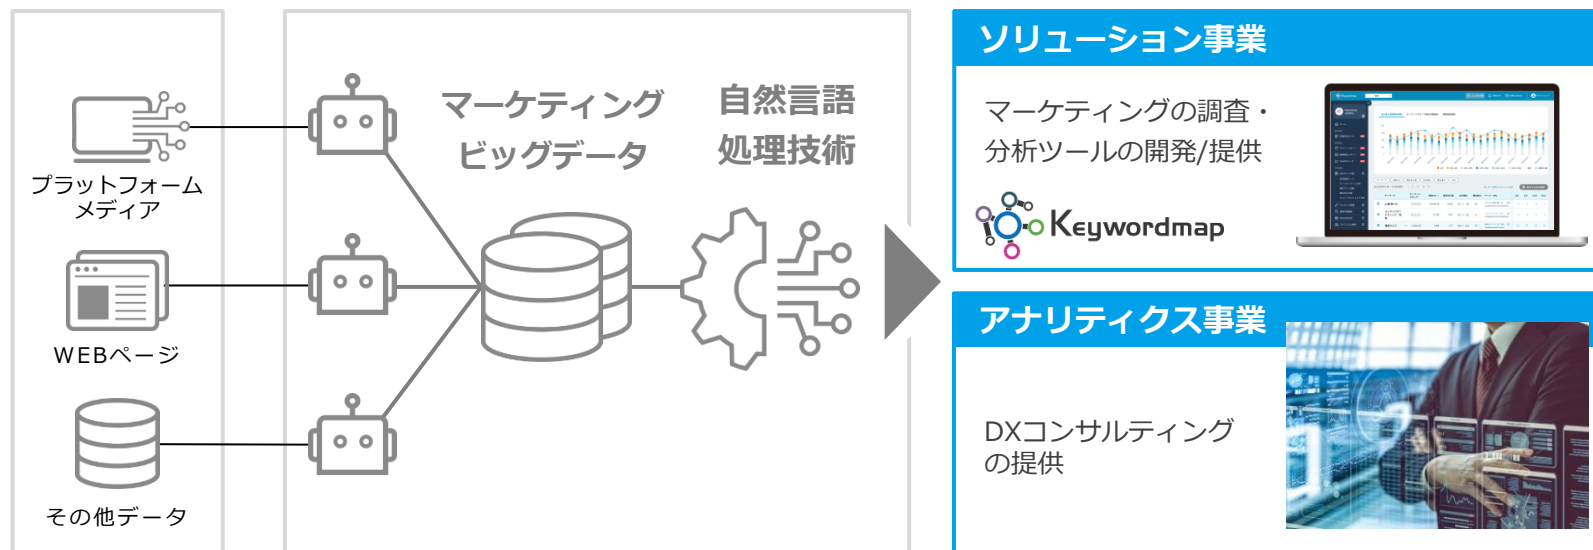 プラットフォーム
メディア
WEBページ
その他データ
マーケティング
ビッグデータ
自然言語
処理技術
ソリューション事業
マーケティングの調査・
分析ツールの開発/提供
Keywordmap
アナリティクス事業
DXコンサルティング
の提供